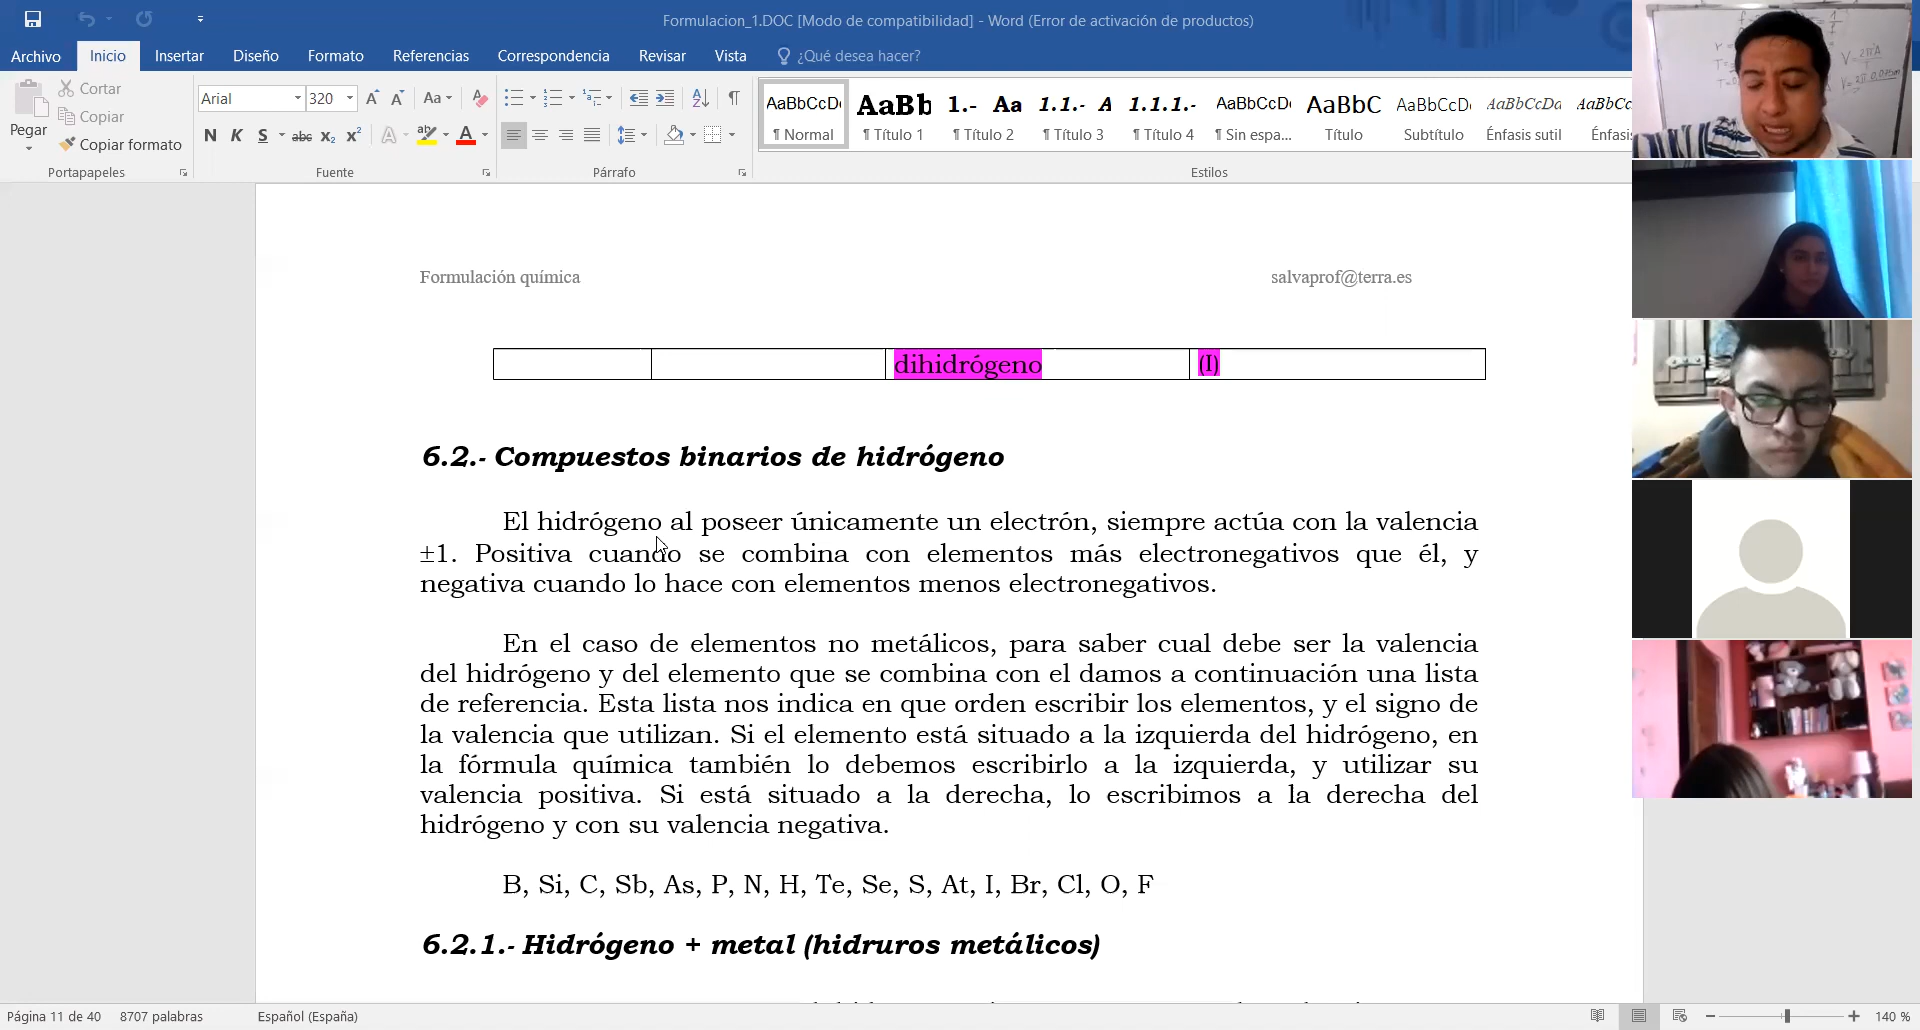 Formulacion_1.DOC [Modo de compatibilidad] - Word (Error de activación de productos)
Archivo Inicio Insertar Diseño Formato Referencias Correspondencia Revisar Vista ¿Qué desea hacer?
Pegar
Cortar
Copiar
Copiar formato
Portapapeles
Arial 320 Aa
N K S abc x₂ x² A ab A
Fuente
Párrafo
AaBbCcDc AaBb 1.- Aa 1.1.- A 1.1.1.- AaBbCcDc AaBbC AaBbCcDc AaBbCcDa AaBbCc
¶ Normal ¶ Título 1 ¶ Título 2 ¶ Título 3 ¶ Título 4 ¶ Sin espa... Título Subtítulo Énfasis sutil Énfasis
Estilos
Formulación química salvaprof@terra.es
dihidrógeno (I)
6.2.- Compuestos binarios de hidrógeno
El hidrógeno al poseer únicamente un electrón, siempre actúa con la valencia
±1. Positiva cuando se combina con elementos más electronegativos que él, y
negativa cuando lo hace con elementos menos electronegativos.
En el caso de elementos no metálicos, para saber cual debe ser la valencia
del hidrógeno y del elemento que se combina con el damos a continuación una lista
de referencia. Esta lista nos indica en que orden escribir los elementos, y el signo de
la valencia que utilizan. Si el elemento está situado a la izquierda del hidrógeno, en
la fórmula química también lo debemos escribirlo a la izquierda, y utilizar su
valencia positiva. Si está situado a la derecha, lo escribimos a la derecha del
hidrógeno y con su valencia negativa.
B, Si, C, Sb, As, P, N, H, Te, Se, S, At, I, Br, Cl, O, F
6.2.1.- Hidrógeno + metal (hidruros metálicos)
Página 11 de 40 8707 palabras Español (España) 140 %